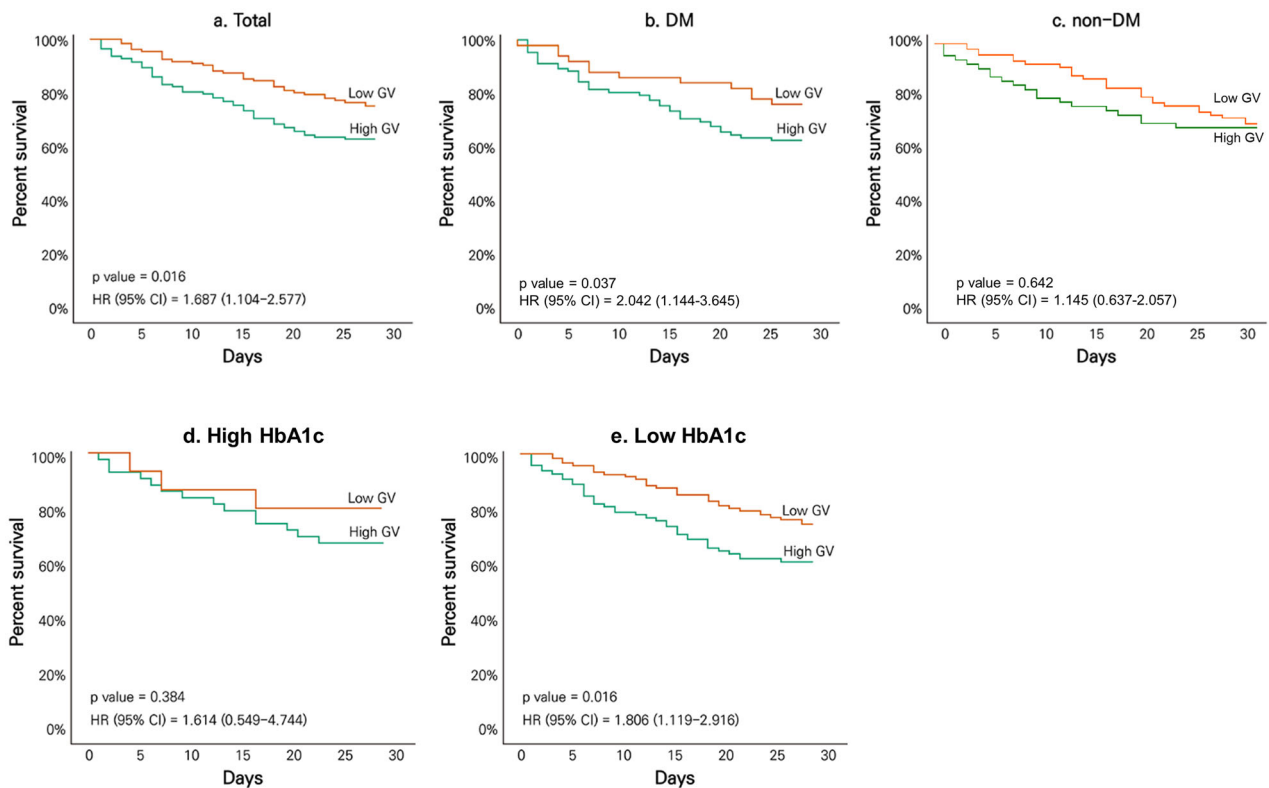 a. Total
100%
80%
60%
40%
20%
0%
Percent survival
Low GV
High GV
p value = 0.016
HR (95% CI) = 1.687 (1.104–2.577)
0 5 10 15 20 25 30
Days
b. DM
100%
80%
60%
40%
20%
0%
Percent survival
Low GV
High GV
p value = 0.037
HR (95% CI) = 2.042 (1.144-3.645)
0 5 10 15 20 25 30
Days
c. non–DM
100%
80%
60%
40%
20%
0%
Percent survival
Low GV
High GV
p value = 0.642
HR (95% CI) = 1.145 (0.637-2.057)
0 5 10 15 20 25 30
Days
d. High HbA1c
100%
80%
60%
40%
20%
0%
Percent survival
Low GV
High GV
p value = 0.384
HR (95% CI) = 1.614 (0.549–4.744)
0 5 10 15 20 25 30
Days
e. Low HbA1c
100%
80%
60%
40%
20%
0%
Percent survival
Low GV
High GV
p value = 0.016
HR (95% CI) = 1.806 (1.119–2.916)
0 5 10 15 20 25 30
Days